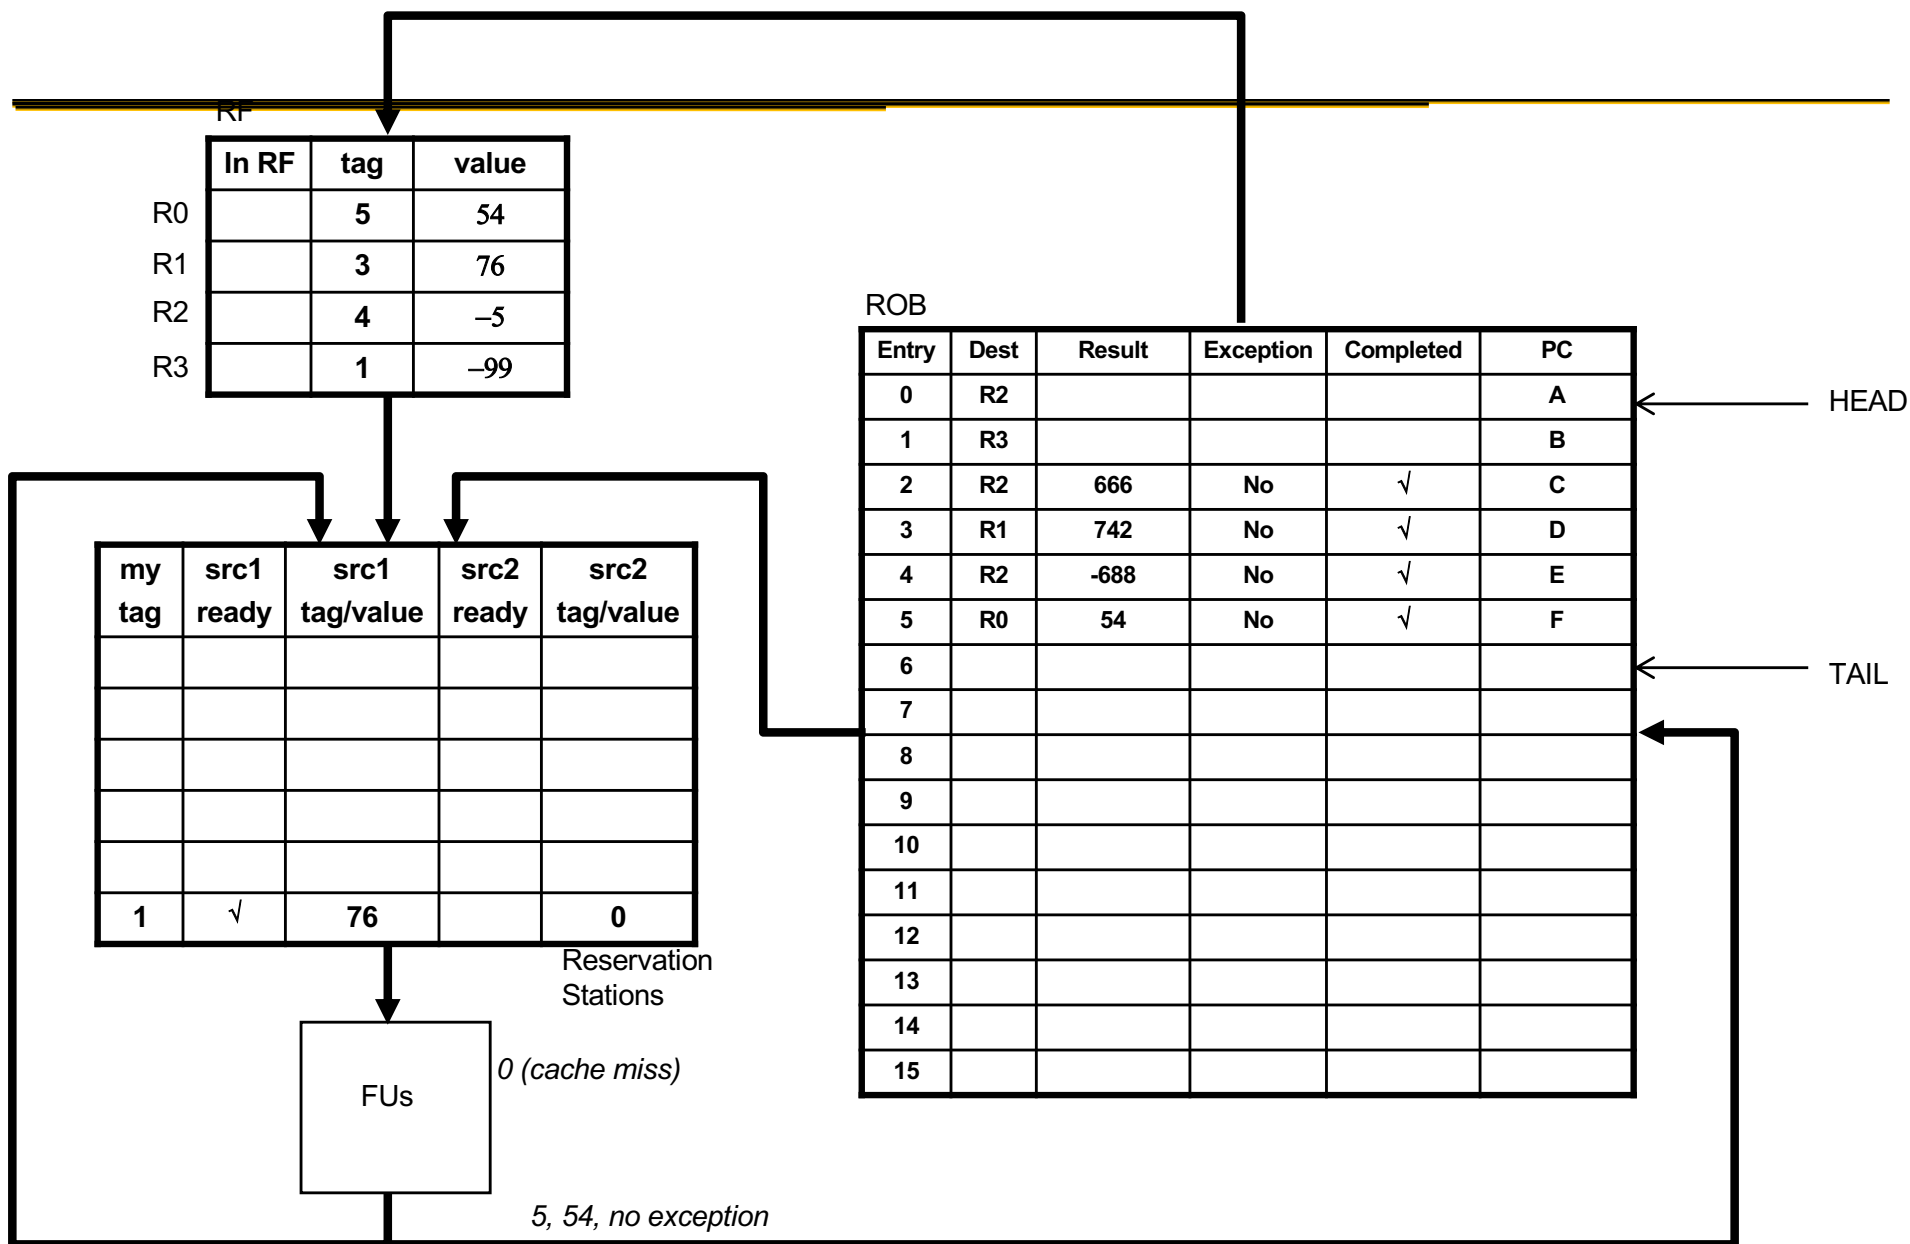 RF
In RF tag value
R0 5 54
R1 3 76
R2 4 –5
R3 1 –99
ROB
Entry Dest Result Exception Completed PC
0 R2 A
HEAD
1 R3 B
2 R2 666 No √ C
3 R1 742 No √ D
4 R2 -688 No √ E
5 R0 54 No √ F
6
TAIL
7
8
9
10
11
12
13
14
15
my src1 src1 src2 src2
tag ready tag/value ready tag/value
1 √ 76 0
Reservation
Stations
FUs
0 (cache miss)
5, 54, no exception